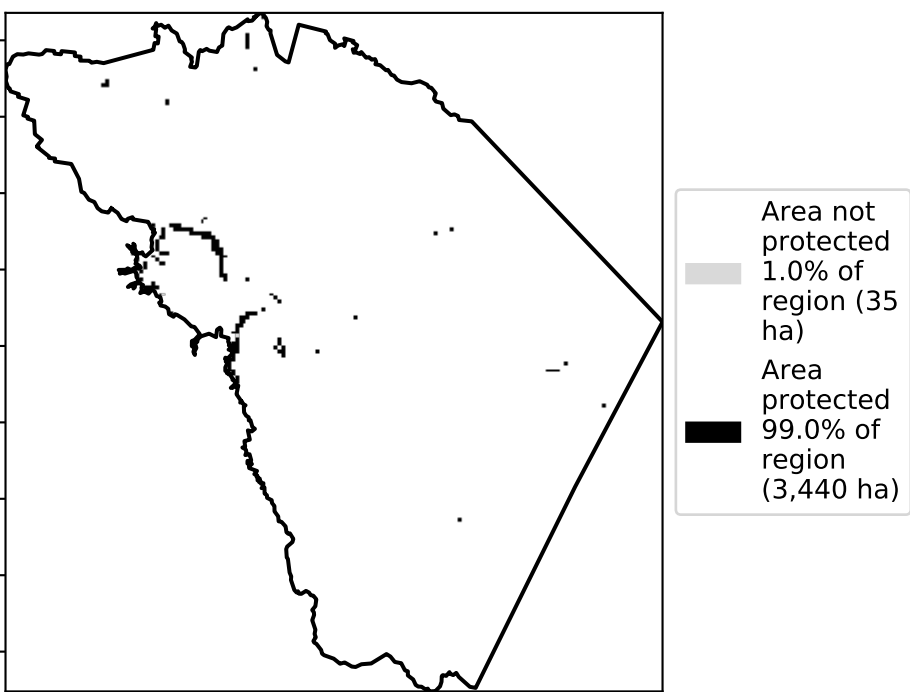 Area not
protected
1.0% of
region (35
ha)
Area
protected
99.0% of
region
(3,440 ha)